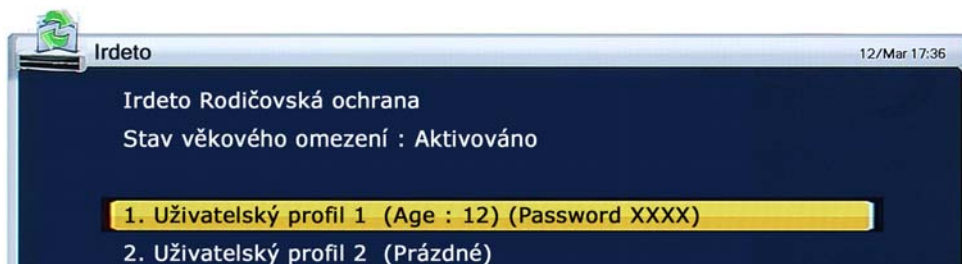 Irdeto 12/Mar 17:36
Irdeto Rodičovská ochrana
Stav věkového omezení : Aktivováno
1. Uživatelský profil 1 (Age : 12) (Password XXXX)
2. Uživatelský profil 2 (Prázdné)